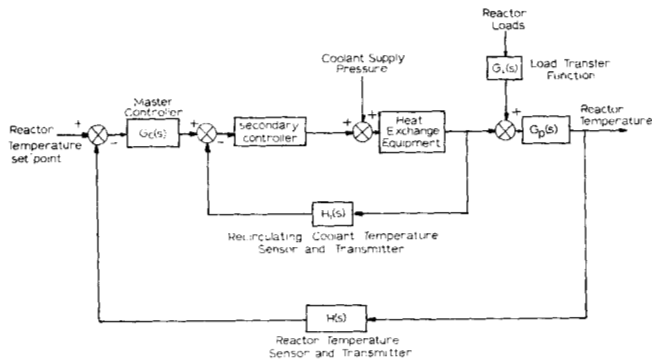 Reactor
Loads
Coolant Supply
Pressure
G_L(s)
Load Transfer
Function
Master
Controller
Reactor
Temperature
Reactor
Temperature
set point
+
-
Gc(s)
+
-
secondary
controller
+
+
Heat
Exchange
Equipment
+
Gp(s)
H₁(s)
Recirculating Coolant Temperature
Sensor and Transmitter
H(s)
Reactor Temperature
Sensor and Transmitter